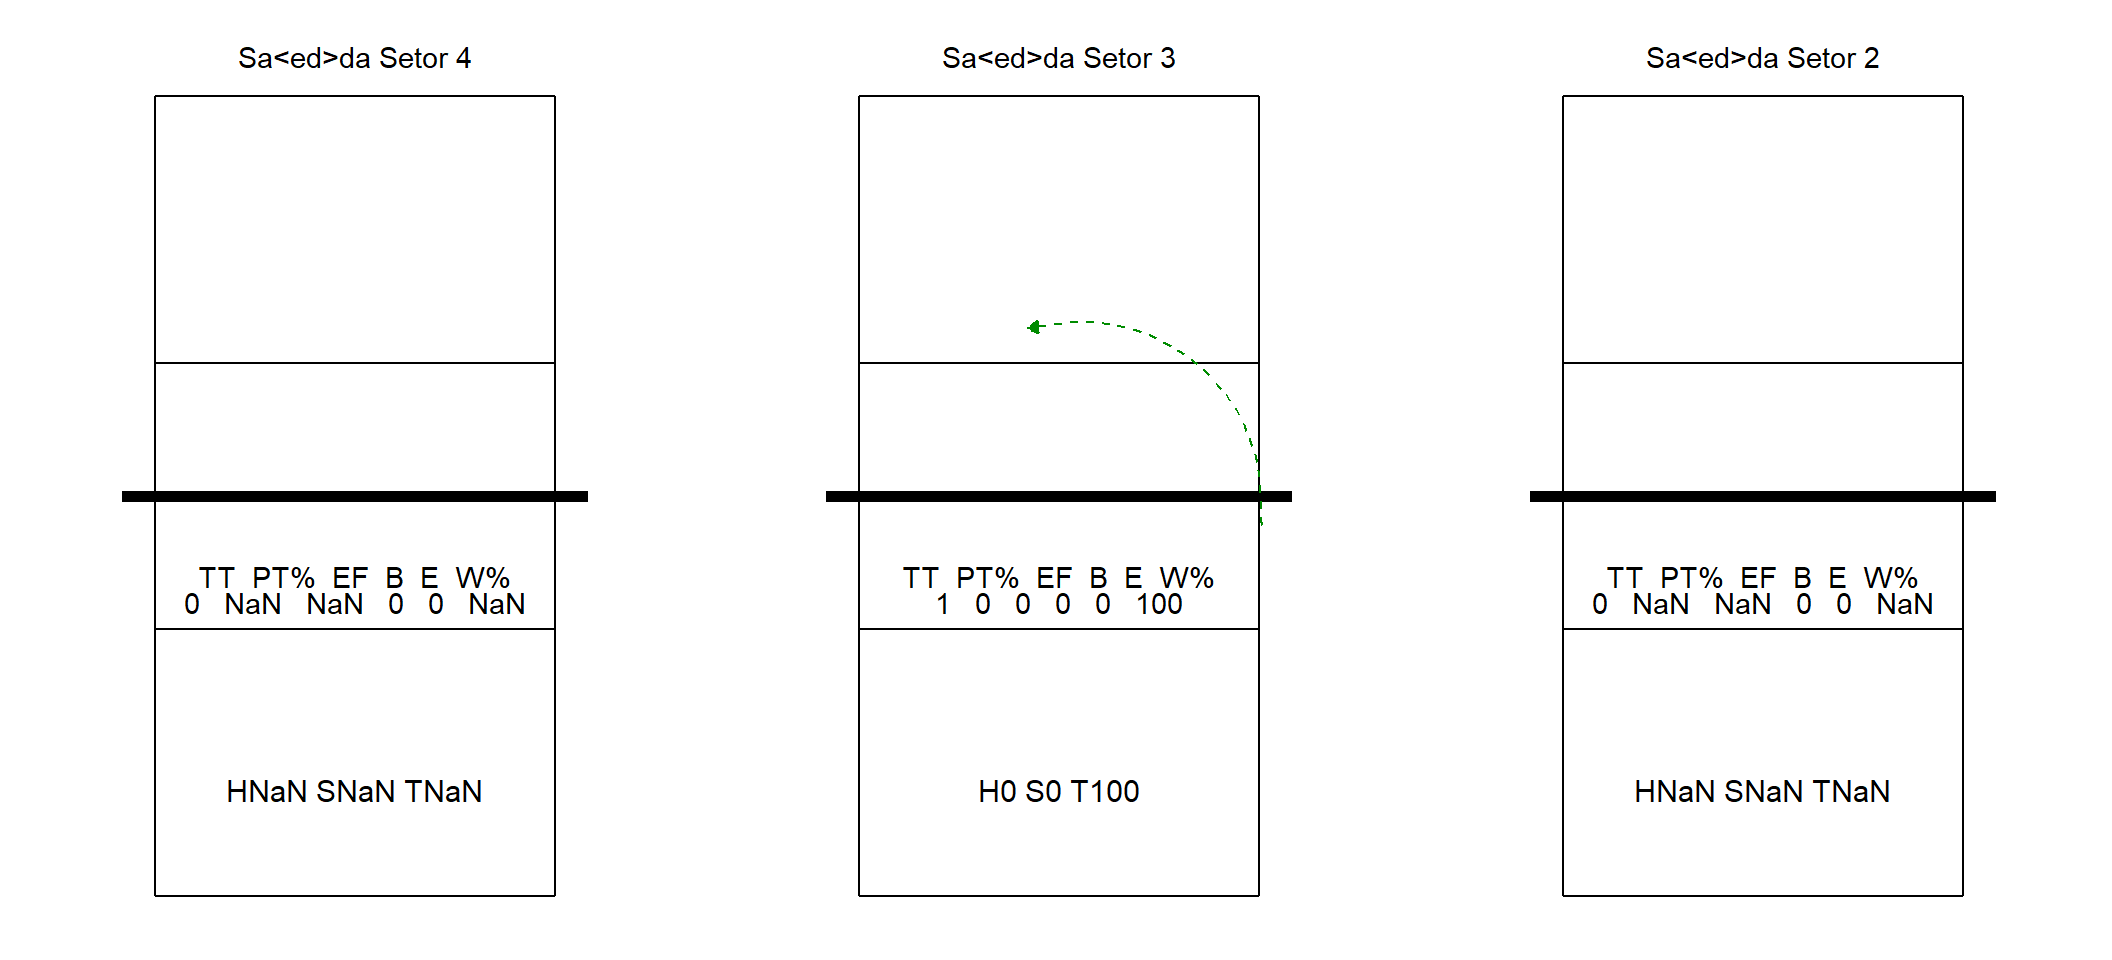 Sa<ed>da Setor 4
TT PT% EF B E W%
0 NaN NaN 0 0 NaN
HNaN SNaN TNaN
Sa<ed>da Setor 3
TT PT% EF B E W%
1 0 0 0 0 100
H0 S0 T100
Sa<ed>da Setor 2
TT PT% EF B E W%
0 NaN NaN 0 0 NaN
HNaN SNaN TNaN